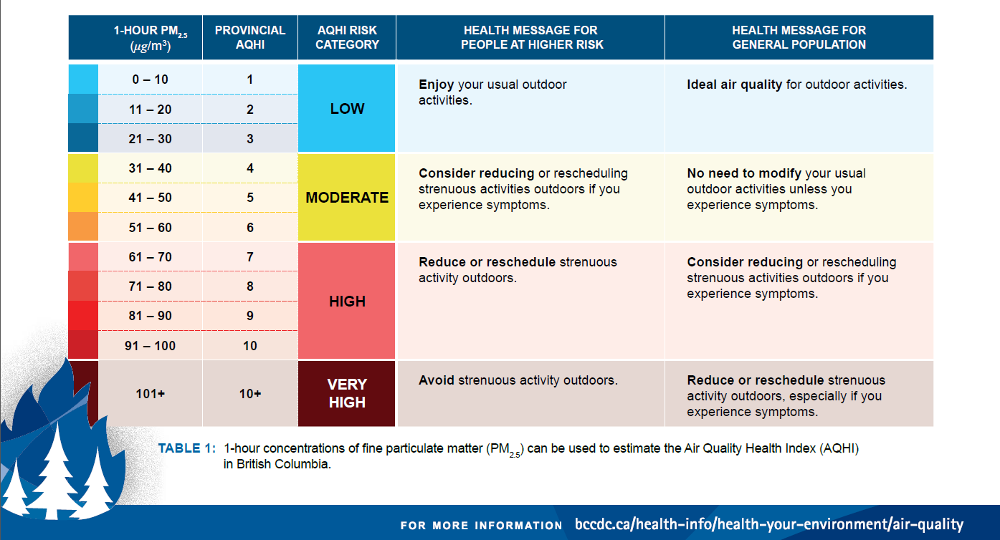 1-HOUR PM2.5
(µg/m³)
PROVINCIAL
AQHI
AQHI RISK
CATEGORY
HEALTH MESSAGE FOR
PEOPLE AT HIGHER RISK
HEALTH MESSAGE FOR
GENERAL POPULATION
0 – 10
1
11 – 20
2
21 – 30
3
LOW
Enjoy your usual outdoor
activities.
Ideal air quality for outdoor activities.
31 – 40
4
41 – 50
5
51 – 60
6
MODERATE
Consider reducing or rescheduling
strenuous activities outdoors if you
experience symptoms.
No need to modify your usual
outdoor activities unless you
experience symptoms.
61 – 70
7
71 – 80
8
81 – 90
9
91 – 100
10
HIGH
Reduce or reschedule strenuous
activity outdoors.
Consider reducing or rescheduling
strenuous activities outdoors if you
experience symptoms.
101+
10+
VERY
HIGH
Avoid strenuous activity outdoors.
Reduce or reschedule strenuous
activity outdoors, especially if you
experience symptoms.
TABLE 1: 1-hour concentrations of fine particulate matter (PM2.5) can be used to estimate the Air Quality Health Index (AQHI)
in British Columbia.
FOR MORE INFORMATION bccdc.ca/health-info/health-your-environment/air-quality